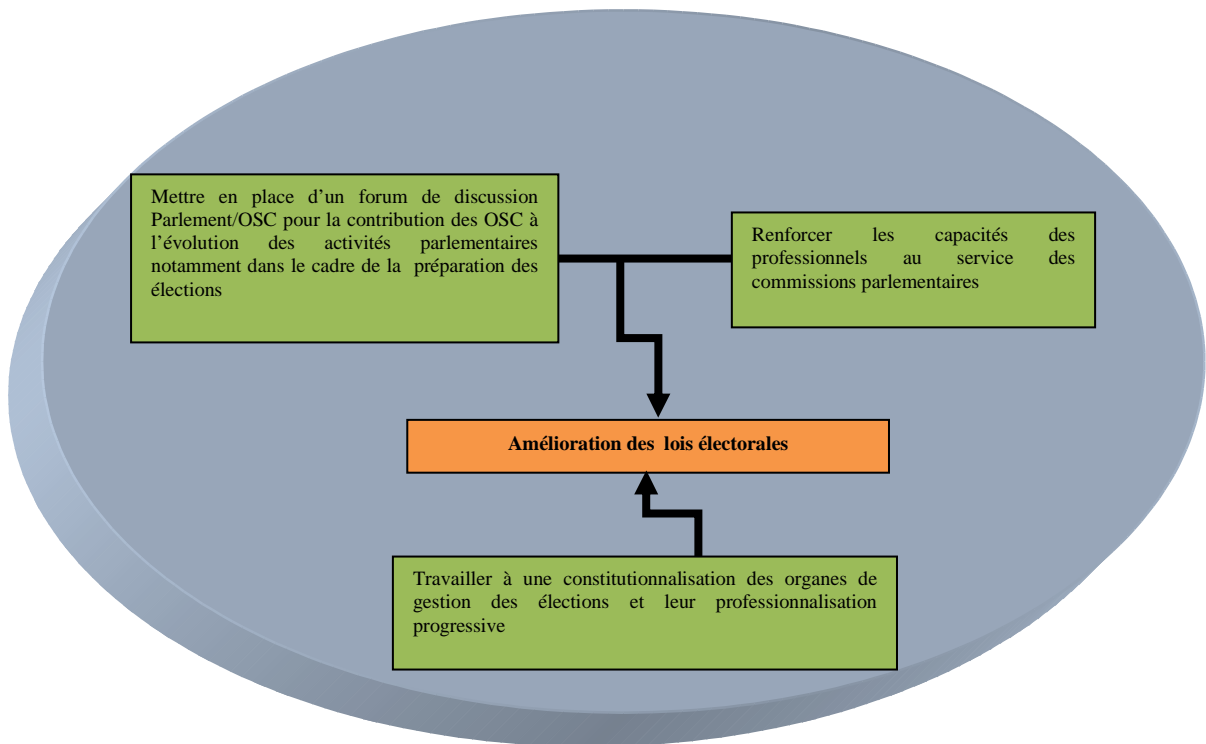 Mettre en place d’un forum de discussion
Parlement/OSC pour la contribution des OSC à
l’évolution des activités parlementaires
notamment dans le cadre de la préparation des
élections
Renforcer les capacités des
professionnels au service des
commissions parlementaires
Amélioration des lois électorales
Travailler à une constitutionnalisation des organes de
gestion des élections et leur professionnalisation
progressive